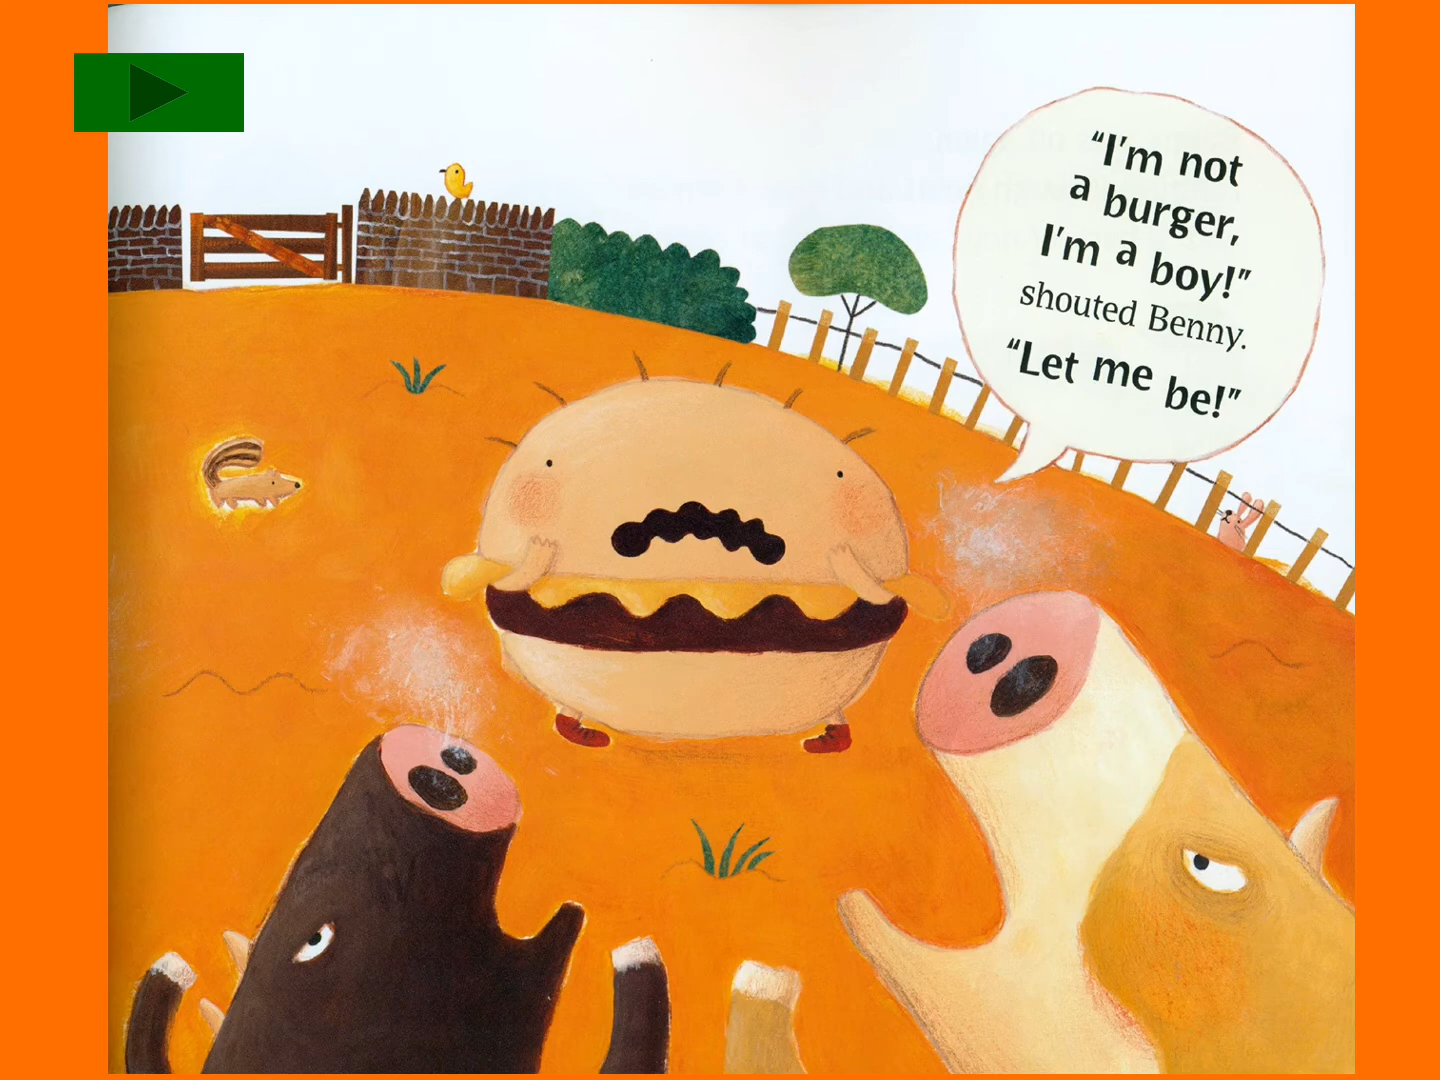 “I’m not
a burger,
I’m a boy!”
shouted Benny.
“Let me be!”